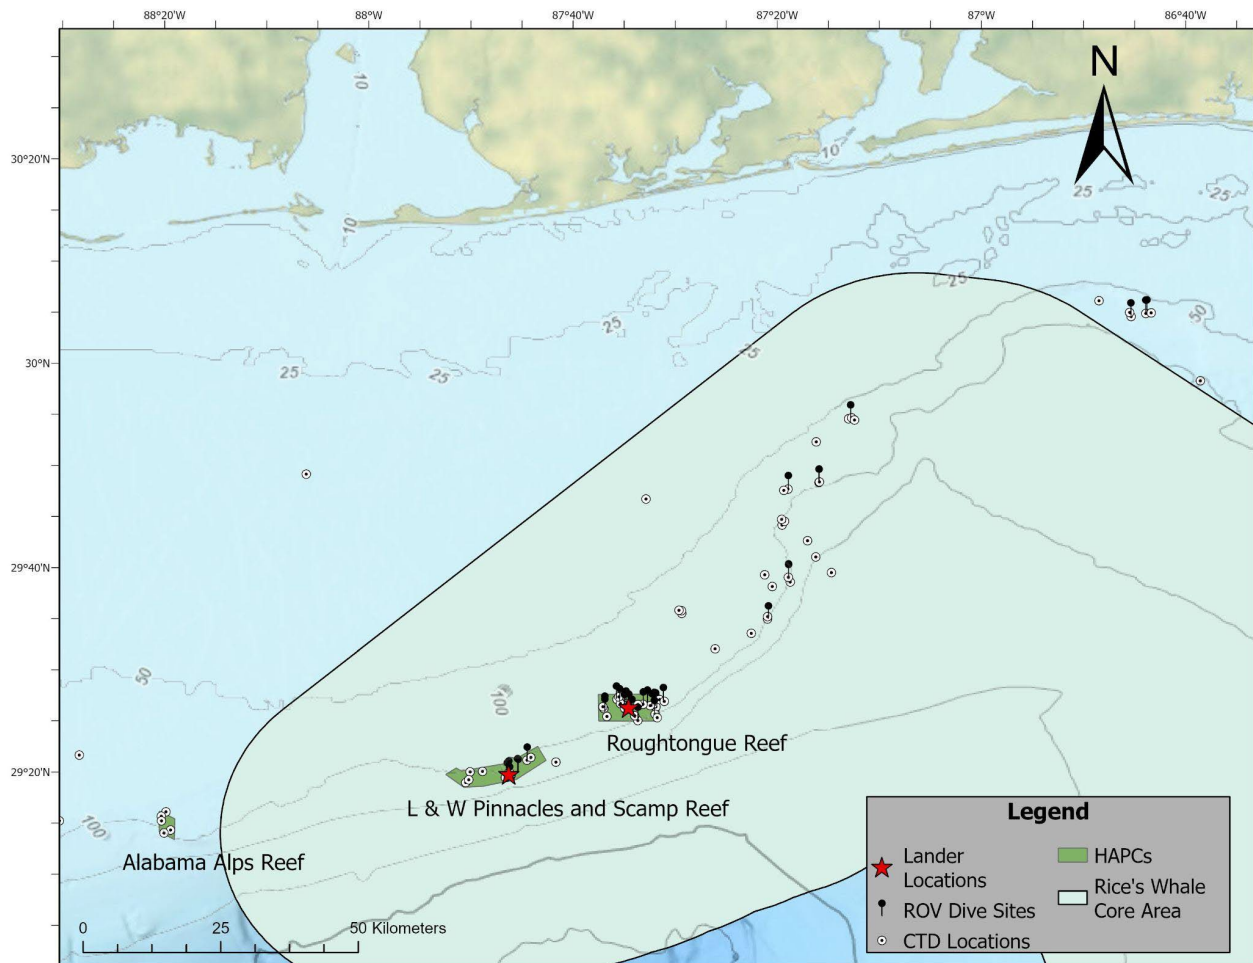 88°20'W 88°W 87°40'W 87°20'W 87°W 86°40'W
N
10
30°20'N
10
25
25
10
25
50
25
30°N
25
25
25
29°40'N
50
100
Roughtongue Reef
29°20'N
L & W Pinnacles and Scamp Reef
100
Alabama Alps Reef
0 25 50 Kilometers
Legend
Lander
Locations
ROV Dive Sites
CTD Locations
HAPCs
Rice's Whale
Core Area